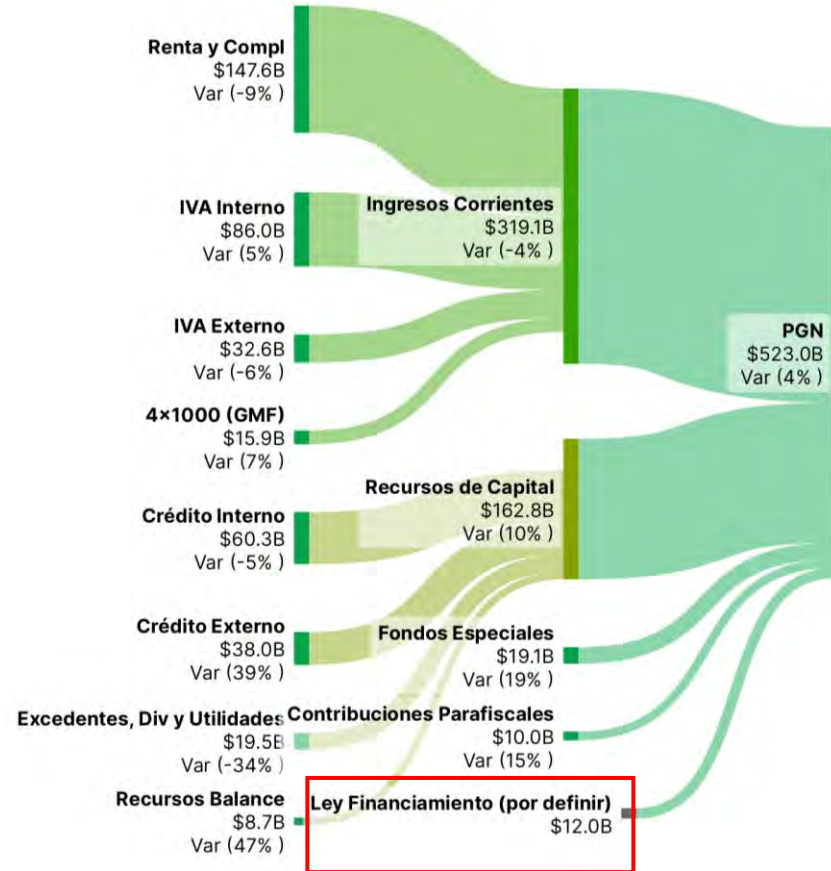 Renta y Compl
$147.6B
Var (-9% )
IVA Interno
$86.0B
Var (5% )
Ingresos Corrientes
$319.1B
Var (-4% )
IVA Externo
$32.6B
Var (-6% )
PGN
$523.0B
Var (4% )
4×1000 (GMF)
$15.9B
Var (7% )
Recursos de Capital
$162.8B
Var (10% )
Crédito Interno
$60.3B
Var (-5% )
Crédito Externo
$38.0B
Var (39% )
Fondos Especiales
$19.1B
Var (19% )
Excedentes, Div y Utilidades
$19.5B
Var (-34% )
Contribuciones Parafiscales
$10.0B
Var (15% )
Recursos Balance
$8.7B
Var (47% )
Ley Financiamiento (por definir)
$12.0B